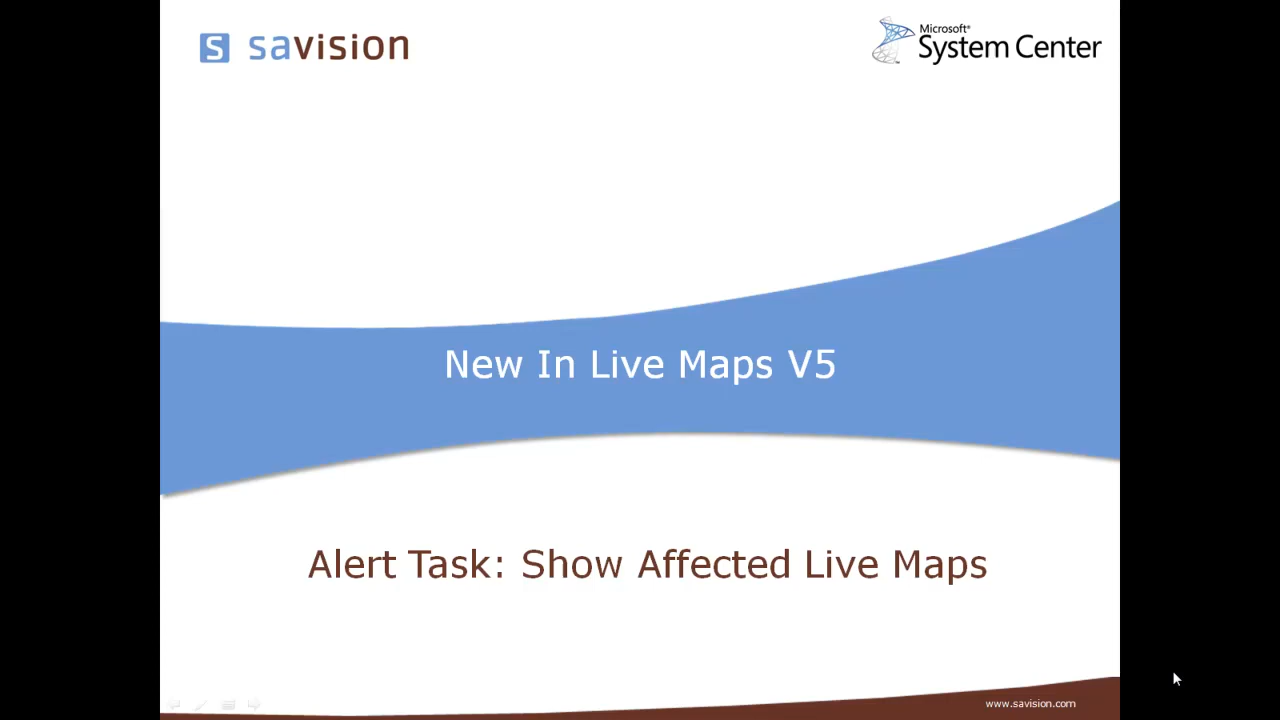 S savision
Microsoft®
System Center
New In Live Maps V5
Alert Task: Show Affected Live Maps
www.savision.com